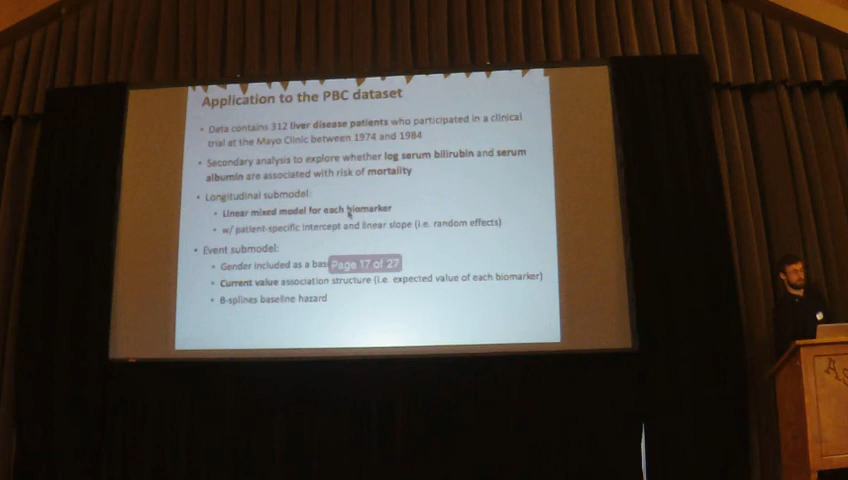 Application to the PBC dataset
• Data contains 312 liver disease patients who participated in a clinical
trial at the Mayo Clinic between 1974 and 1984
• Secondary analysis to explore whether log serum bilirubin and serum
albumin are associated with risk of mortality
• Longitudinal submodel:
• Linear mixed model for each biomarker
• w/ patient-specific intercept and linear slope (i.e. random effects)
• Event submodel:
• Gender included as a
Page 17 of 27
• Current value association structure (i.e. expected value of each biomarker)
• B-splines baseline hazard